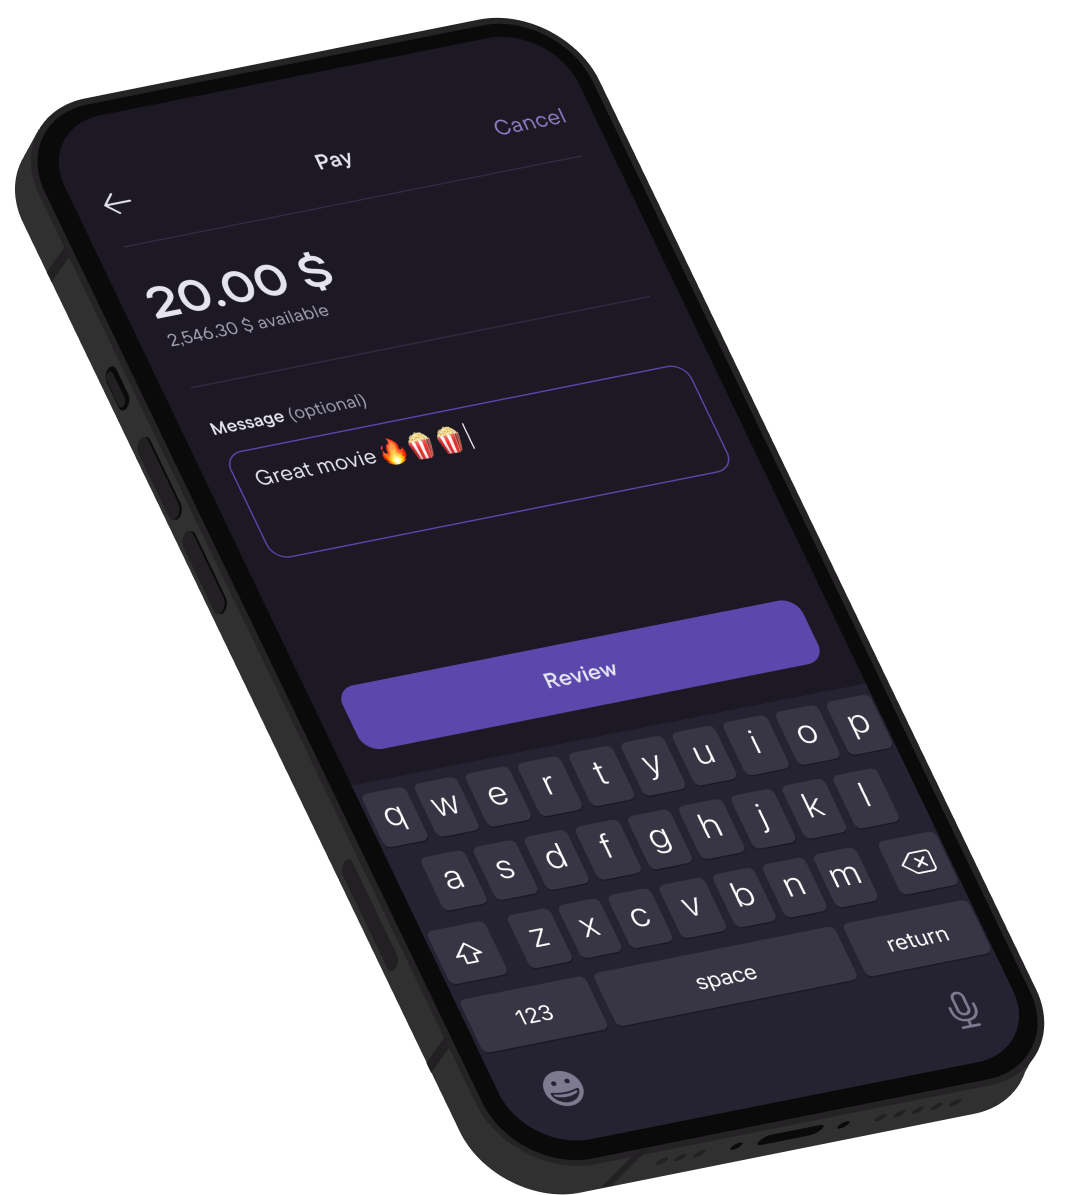 Cancel
Pay
20.00 $
2,546.30 $ available
Message (optional)
Great movie 🔥🍿🍿
Review
q w e r t y u i o p
a s d f g h j k l
z x c v b n m
123 space return